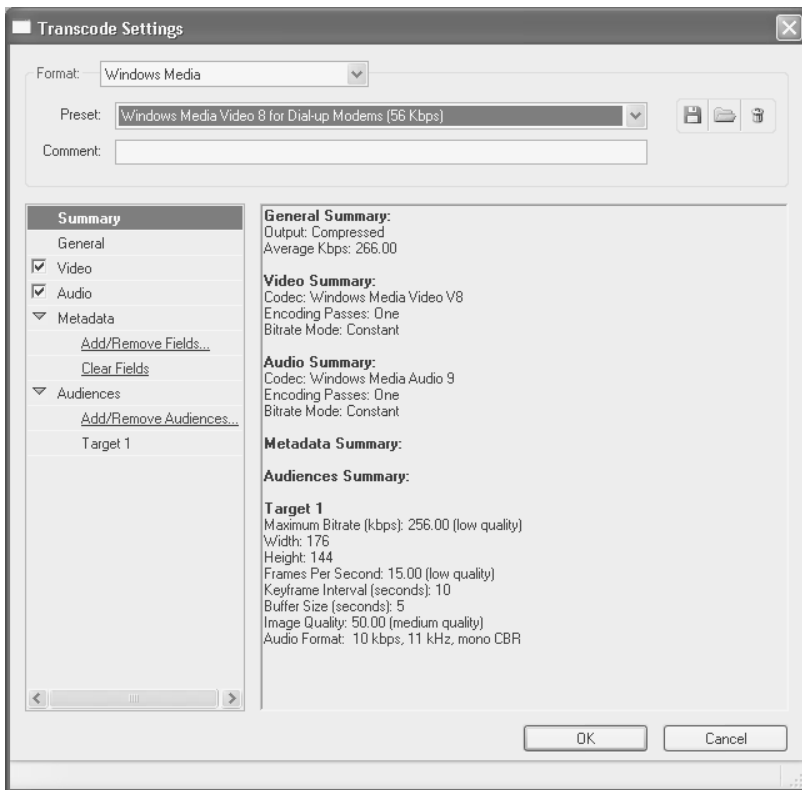 Transcode Settings
Format: Windows Media
Preset: Windows Media Video 8 for Dial-up Modems (56 Kbps)
Comment:
Summary
General
Video
Audio
Metadata
Add/Remove Fields...
Clear Fields
Audiences
Add/Remove Audiences...
Target 1
General Summary:
Output: Compressed
Average Kbps: 266.00
Video Summary:
Codec: Windows Media Video V8
Encoding Passes: One
Bitrate Mode: Constant
Audio Summary:
Codec: Windows Media Audio 9
Encoding Passes: One
Bitrate Mode: Constant
Metadata Summary:
Audiences Summary:
Target 1
Maximum Bitrate (kbps): 256.00 (low quality)
Width: 176
Height: 144
Frames Per Second: 15.00 (low quality)
Keyframe Interval (seconds): 10
Buffer Size (seconds): 5
Image Quality: 50.00 (medium quality)
Audio Format: 10 kbps, 11 kHz, mono CBR
OK
Cancel